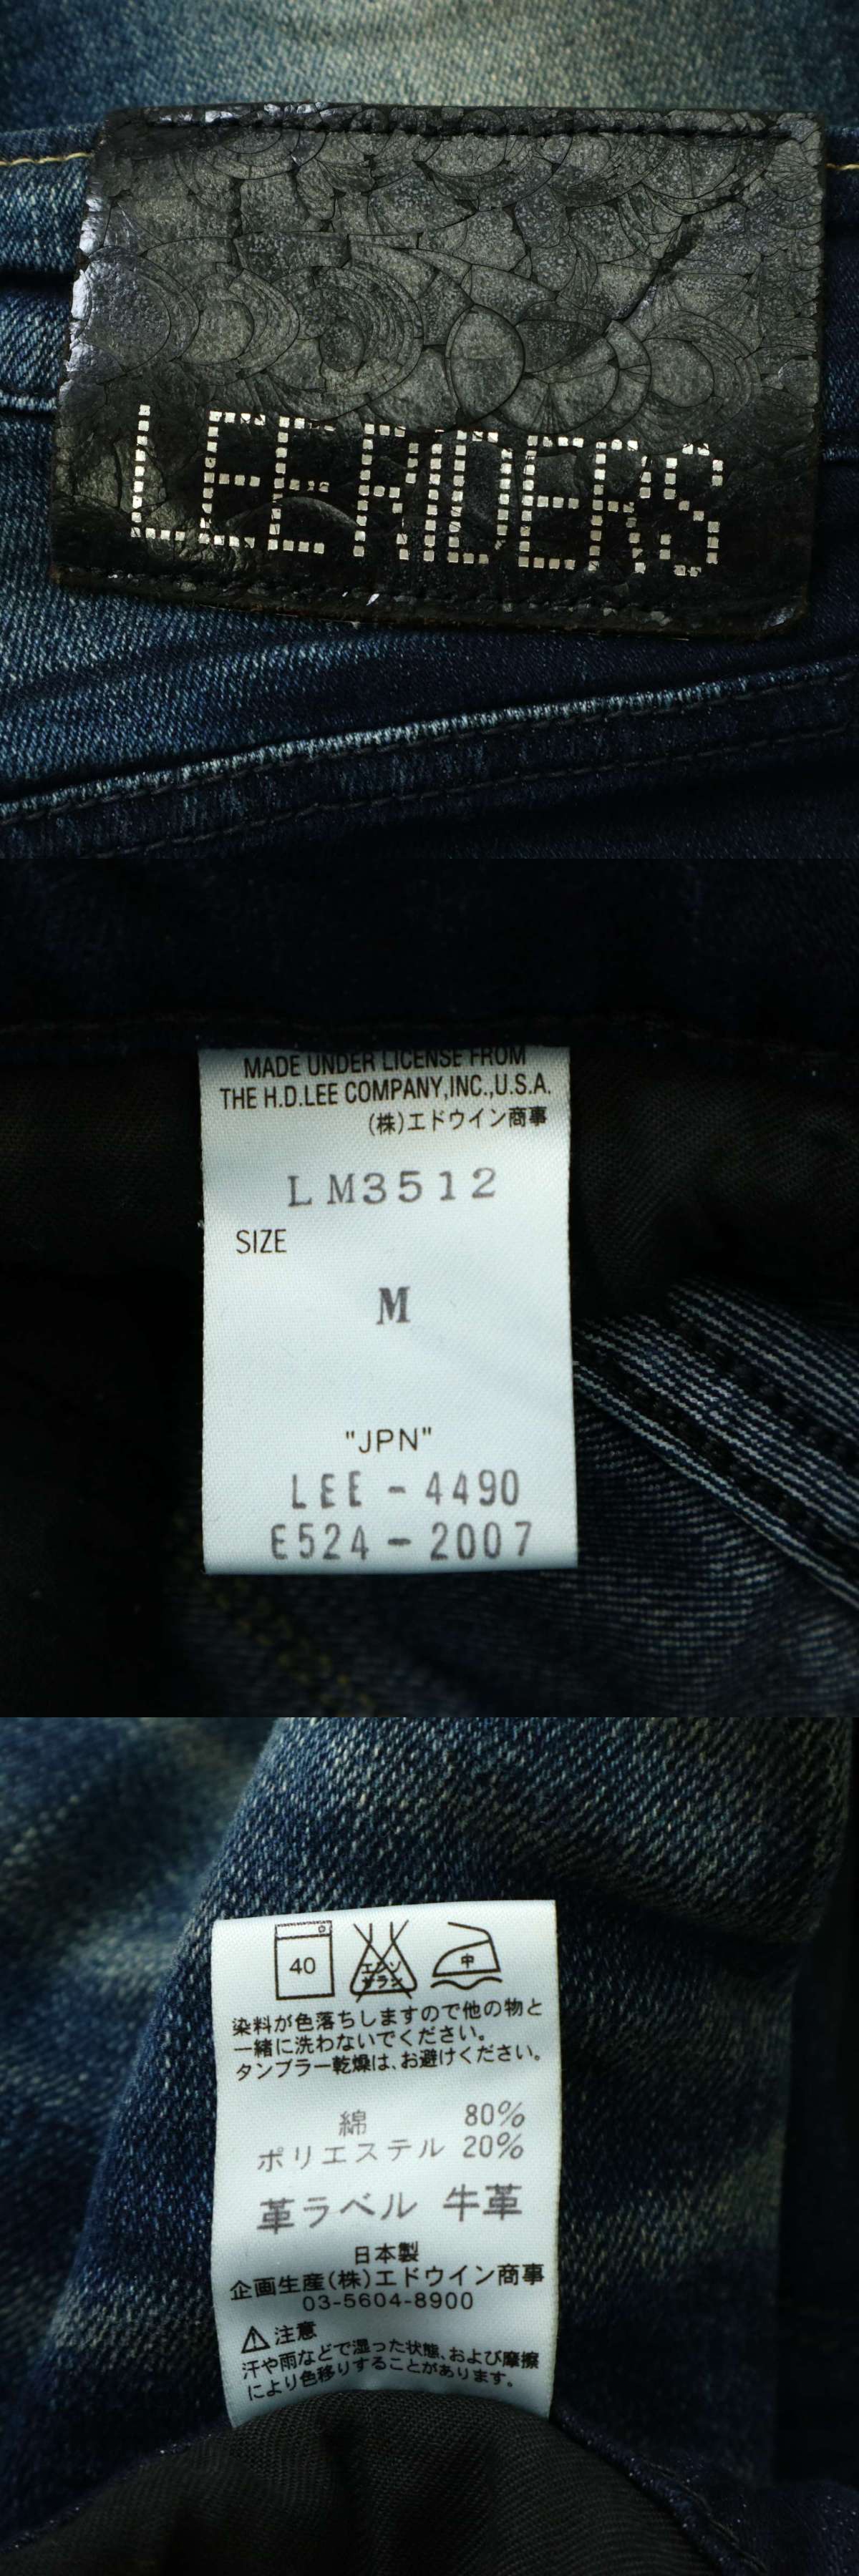 LEE RIDERS
MADE UNDER LICENSE FROM
THE H.D.LEE COMPANY,INC.,U.S.A.
(株)エドウイン商事
LM3512
SIZE
M
"JPN"
LEE-4490
E524-2007
40
エンソ
サラシ
中
染料が色落ちしますので他の物と
一緒に洗わないでください。
タンブラー乾燥は、お避けください。
綿 80%
ポリエステル 20%
革ラベル 牛革
日本製
企画生産(株)エドウイン商事
03-5604-8900
注意
汗や雨などで湿った状態、および摩擦
により色移りすることがあります。